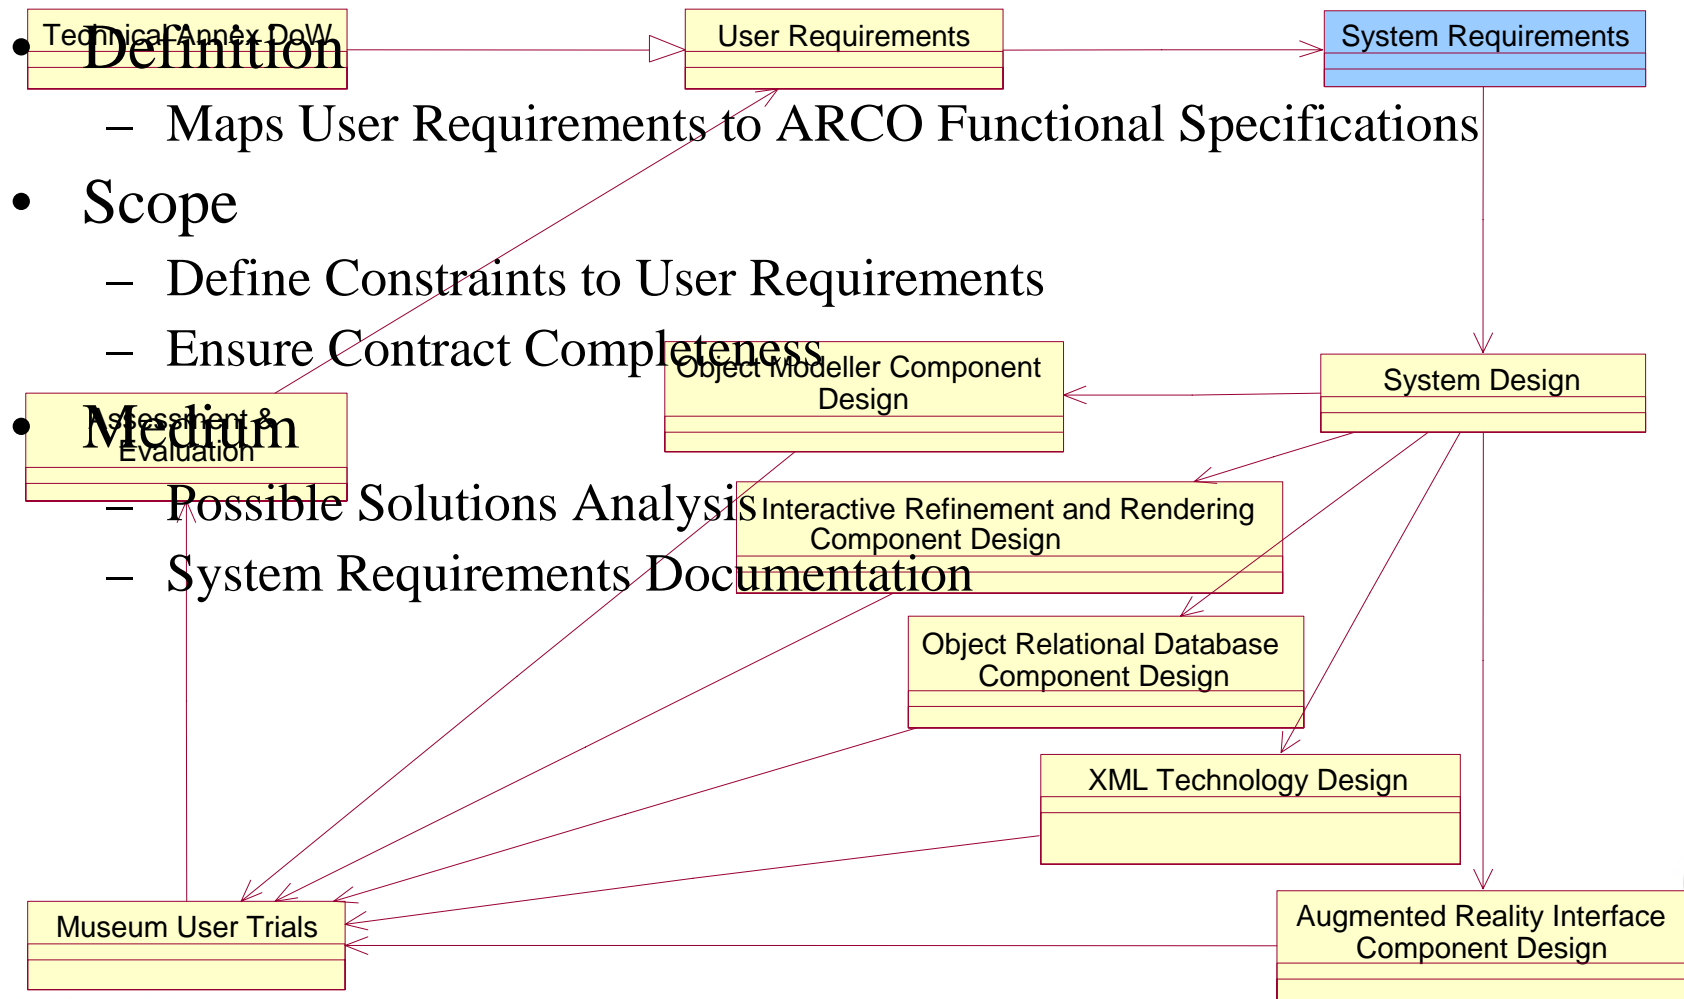 Technical Annex DoW
User Requirements
System Requirements
• Definition
– Maps User Requirements to ARCO Functional Specifications
• Scope
– Define Constraints to User Requirements
– Ensure Contract Completeness
Object Modeller Component
Design
System Design
• Medium
Assessment &
Evaluation
– Possible Solutions Analysis
Interactive Refinement and Rendering
Component Design
– System Requirements Documentation
Object Relational Database
Component Design
XML Technology Design
Museum User Trials
Augmented Reality Interface
Component Design